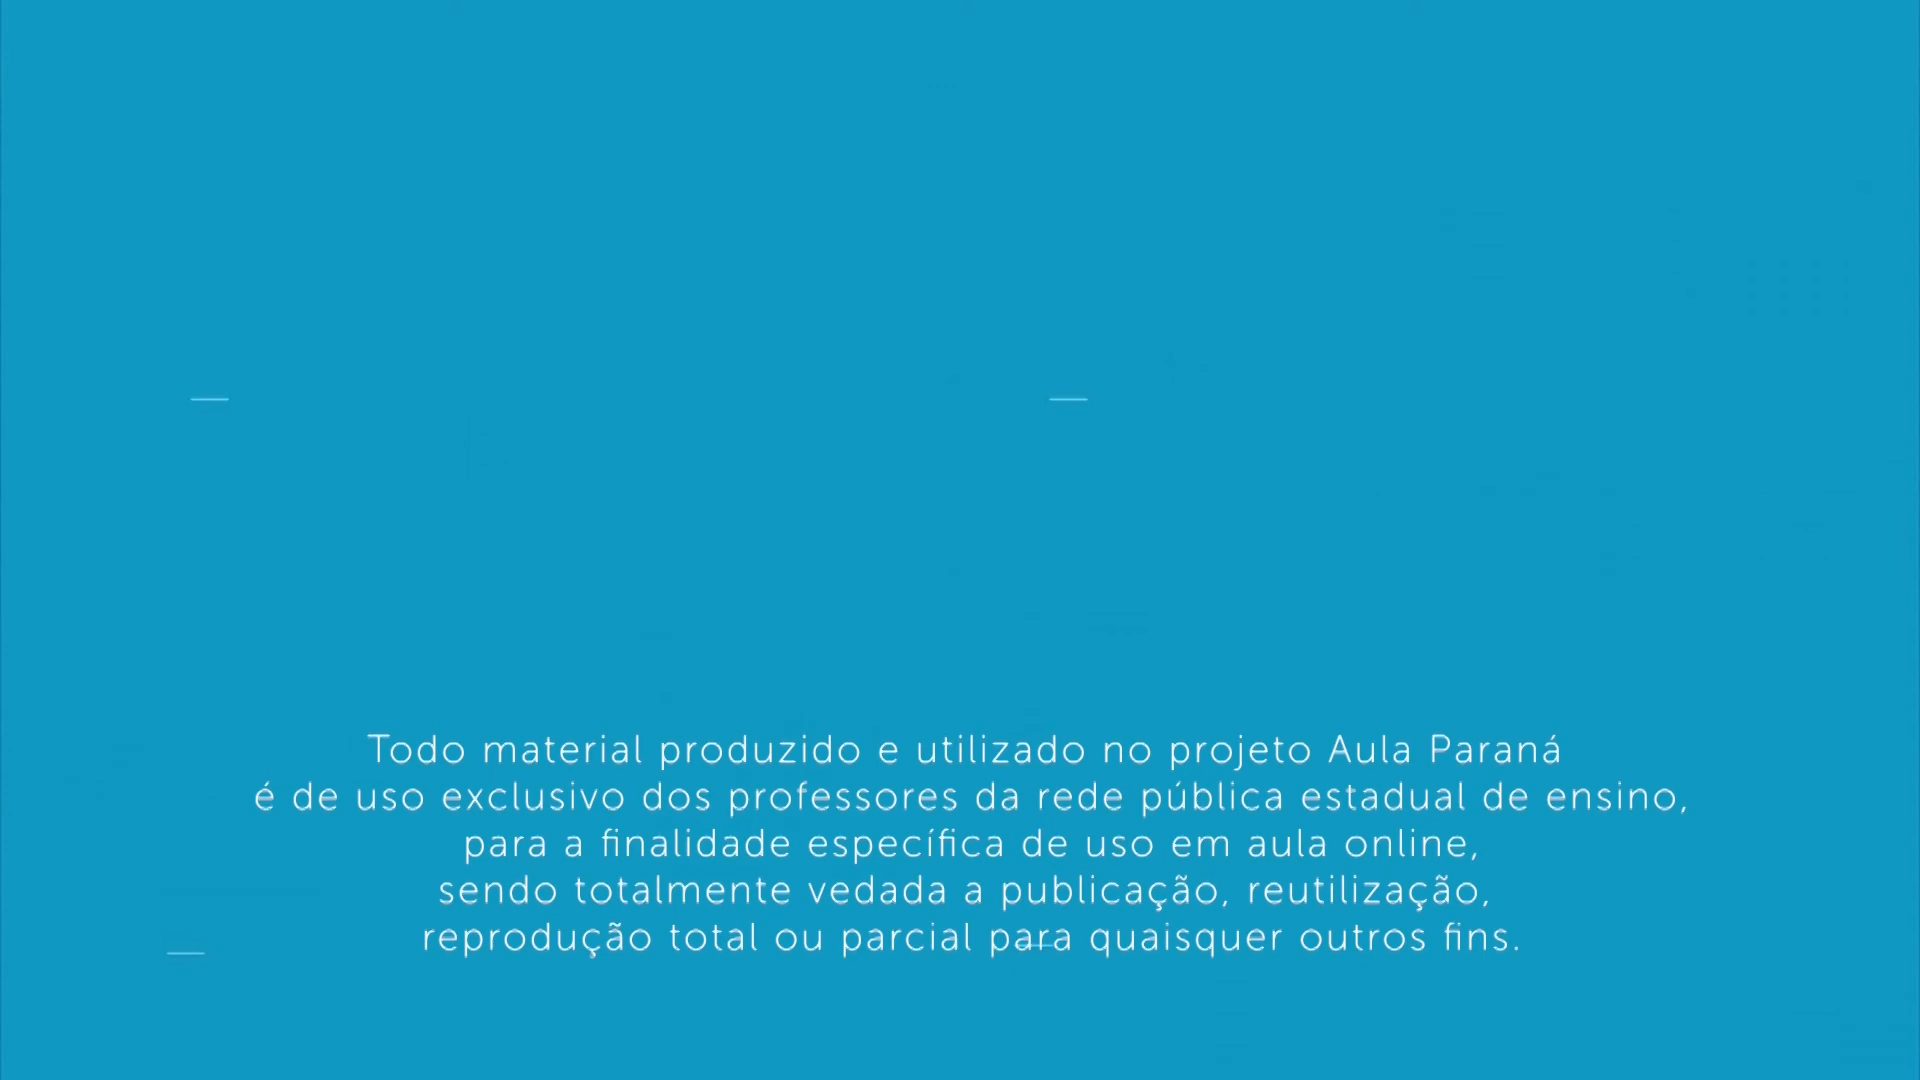 Todo material produzido e utilizado no projeto Aula Paraná
é de uso exclusivo dos professores da rede pública estadual de ensino,
para a finalidade específica de uso em aula online,
sendo totalmente vedada a publicação, reutilização,
reprodução total ou parcial para quaisquer outros fins.